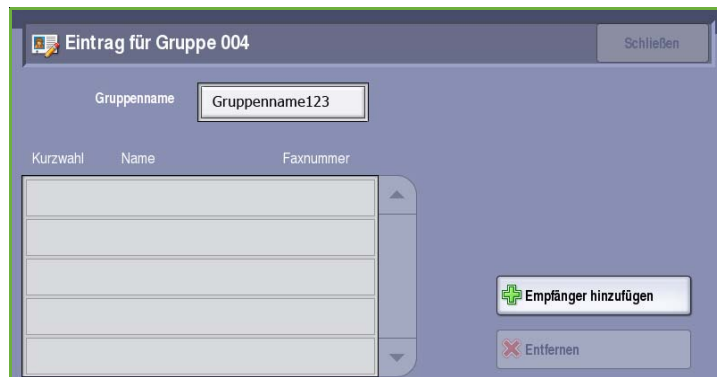 Eintrag für Gruppe 004
Schließen
Gruppenname
Gruppenname123
Kurzwahl Name Faxnummer
Empfänger hinzufügen
Entfernen